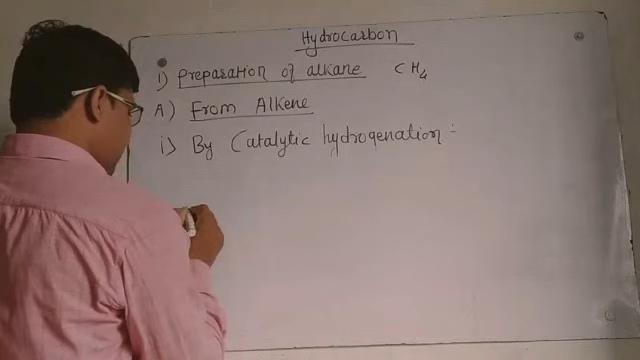 Hydrocarbon
1) Preparation of alkane CH4
A) From Alkene
i) By Catalytic hydrogenation :-